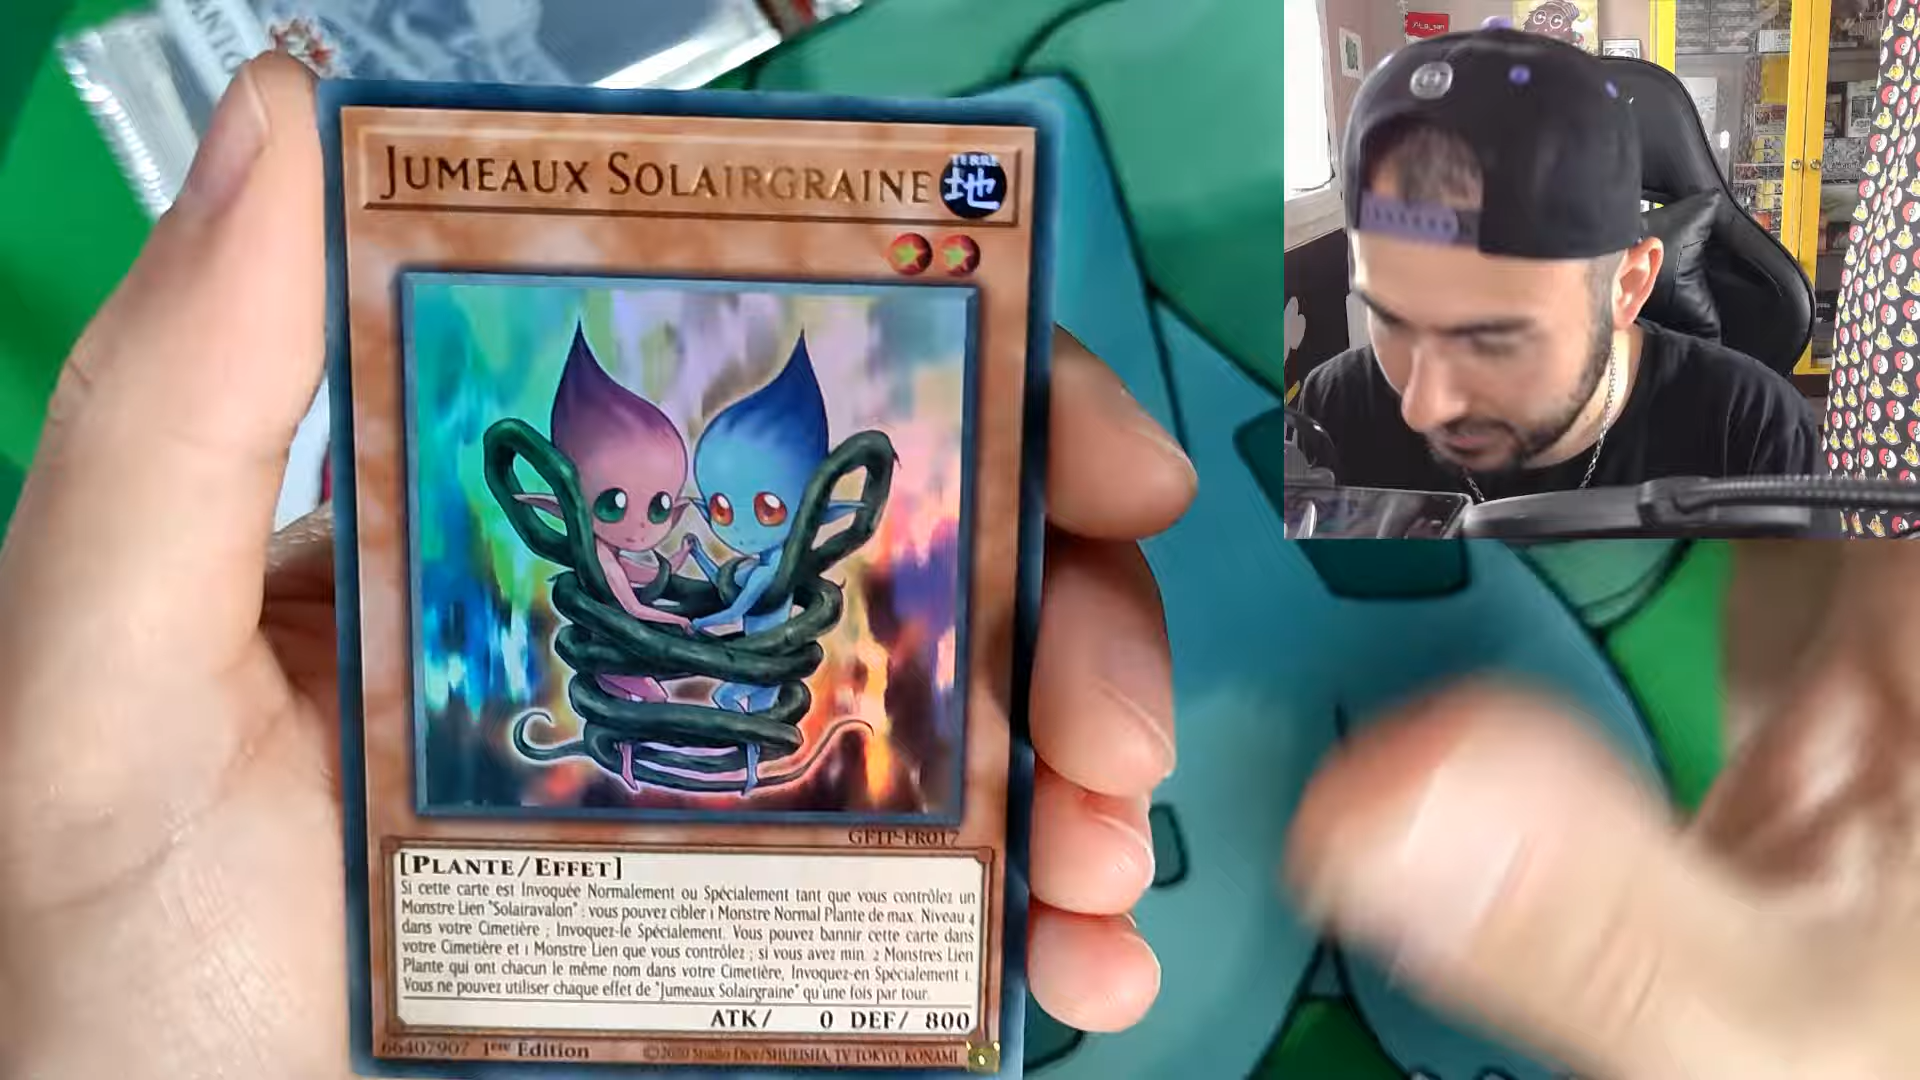 JUMEAUX SOLAIRGRAINE
TERRE
地
GFTP-FR017
[PLANTE/EFFET]
Si cette carte est Invoquée Normalement ou Spécialement tant que vous contrôlez un
Monstre Lien "Solairavalon" : vous pouvez cibler 1 Monstre Normal Plante de max. Niveau 4
dans votre Cimetière ; Invoquez-le Spécialement. Vous pouvez bannir cette carte dans
votre Cimetière et 1 Monstre Lien que vous contrôlez ; si vous avez min. 2 Monstres Lien
Plante qui ont chacun le même nom dans votre Cimetière, Invoquez-en Spécialement 1.
Vous ne pouvez utiliser chaque effet de "Jumeaux Solairgraine" qu'une fois par tour.
ATK/ 0 DEF/ 800
66407907 1ère Edition
©2020 Studio Dice/SHUEISHA, TV TOKYO, KONAMI